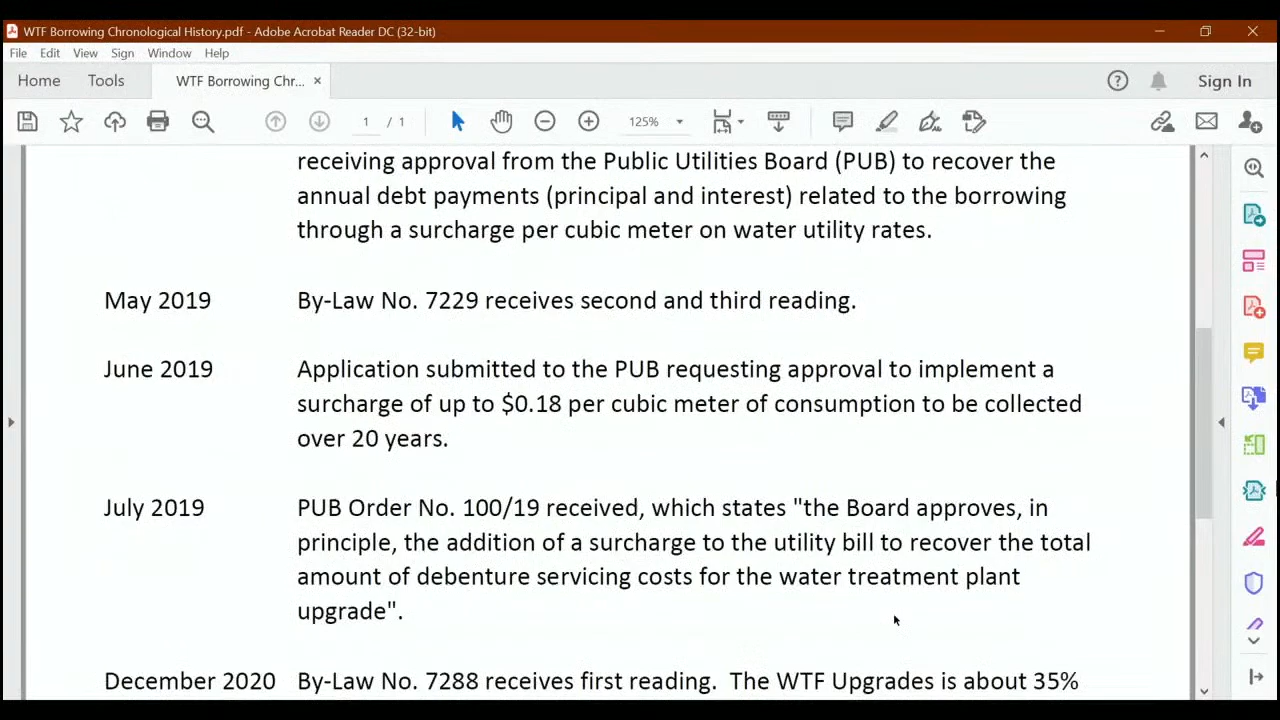 WTF Borrowing Chronological History.pdf - Adobe Acrobat Reader DC (32-bit)
File Edit View Sign Window Help
Home Tools WTF Borrowing Chr... × Sign In
1 / 1 125%
receiving approval from the Public Utilities Board (PUB) to recover the
annual debt payments (principal and interest) related to the borrowing
through a surcharge per cubic meter on water utility rates.
May 2019 By-Law No. 7229 receives second and third reading.
June 2019 Application submitted to the PUB requesting approval to implement a
surcharge of up to $0.18 per cubic meter of consumption to be collected
over 20 years.
July 2019 PUB Order No. 100/19 received, which states "the Board approves, in
principle, the addition of a surcharge to the utility bill to recover the total
amount of debenture servicing costs for the water treatment plant
upgrade".
December 2020 By-Law No. 7288 receives first reading. The WTF Upgrades is about 35%